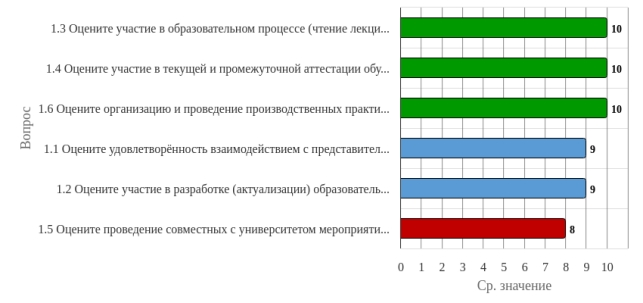 Вопрос
1.3 Оцените участие в образовательном процессе (чтение лекци... 10
1.4 Оцените участие в текущей и промежуточной аттестации обу... 10
1.6 Оцените организацию и проведение производственных практи... 10
1.1 Оцените удовлетворённость взаимодействием с представител... 9
1.2 Оцените участие в разработке (актуализации) образователь... 9
1.5 Оцените проведение совместных с университетом мероприяти... 8
0 1 2 3 4 5 6 7 8 9 10
Ср. значение